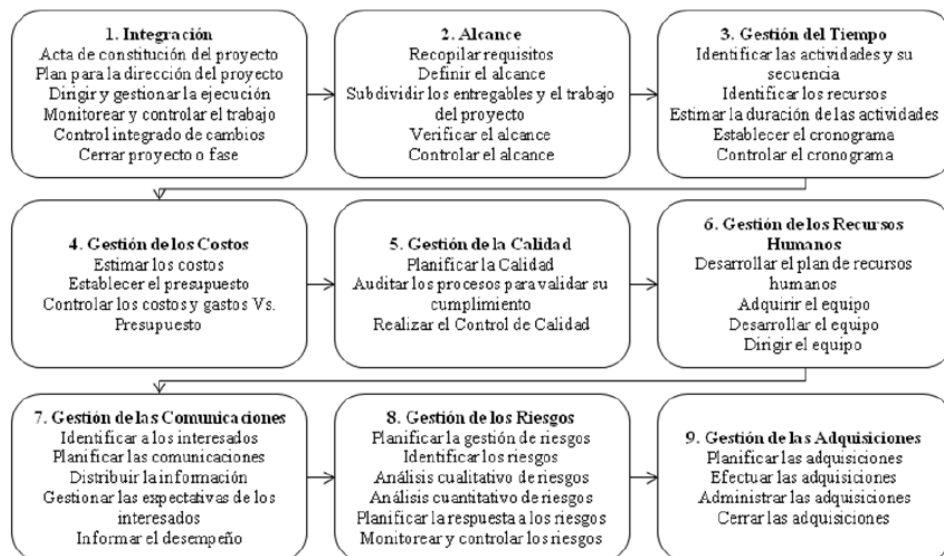 1. Integración
Acta de constitución del proyecto
Plan para la dirección del proyecto
Dirigir y gestionar la ejecución
Monitorear y controlar el trabajo
Control integrado de cambios
Cerrar proyecto o fase
2. Alcance
Recopilar requisitos
Definir el alcance
Subdividir los entregables y el trabajo
del proyecto
Verificar el alcance
Controlar el alcance
3. Gestión del Tiempo
Identificar las actividades y su
secuencia
Identificar los recursos
Estimar la duración de las actividades
Establecer el cronograma
Controlar el cronograma
4. Gestión de los Costos
Estimar los costos
Establecer el presupuesto
Controlar los costos y gastos Vs.
Presupuesto
5. Gestión de la Calidad
Planificar la Calidad
Auditar los procesos para validar su
cumplimiento
Realizar el Control de Calidad
6. Gestión de los Recursos
Humanos
Desarrollar el plan de recursos
humanos
Adquirir el equipo
Desarrollar el equipo
Dirigir el equipo
7. Gestión de las Comunicaciones
Identificar a los interesados
Planificar las comunicaciones
Distribuir la información
Gestionar las expectativas de los
interesados
Informar el desempeño
8. Gestión de los Riesgos
Planificar la gestión de riesgos
Identificar los riesgos
Análisis cualitativo de riesgos
Análisis cuantitativo de riesgos
Planificar la respuesta a los riesgos
Monitorear y controlar los riesgos
9. Gestión de las Adquisiciones
Planificar las adquisiciones
Efectuar las adquisiciones
Administrar las adquisiciones
Cerrar las adquisiciones